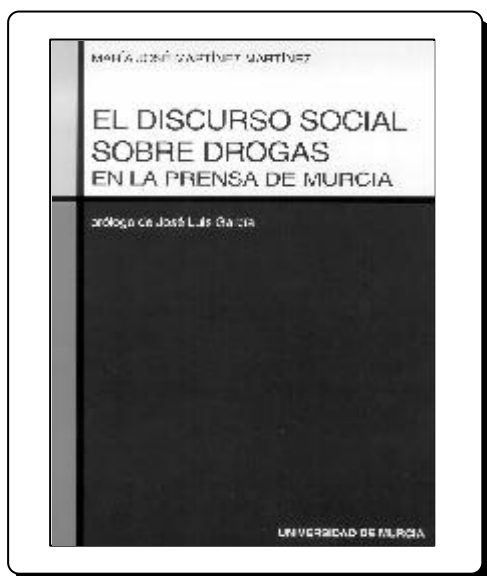 MARÍA JOSÉ MARTÍNEZ MARTÍNEZ
EL DISCURSO SOCIAL
SOBRE DROGAS
EN LA PRENSA DE MURCIA
prólogo de José Luis García
UNIVERSIDAD DE MURCIA